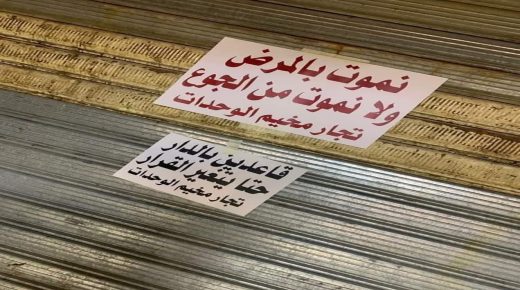 نموت بالمرض
ولا نموت من الجوع
تجار مخيم الوحدات
قاعدين بالدار
حتا يتغير القرار
تجار مخيم الوحدات